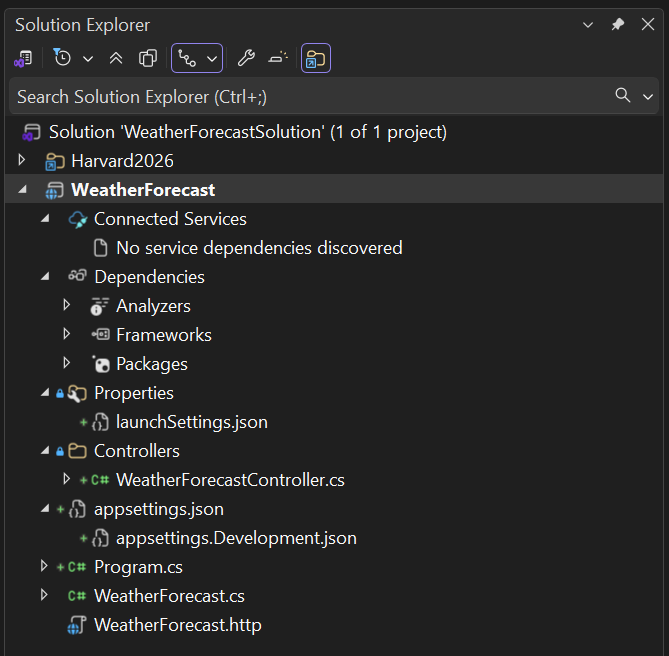 Solution Explorer
Search Solution Explorer (Ctrl+;)
Solution 'WeatherForecastSolution' (1 of 1 project)
Harvard2026
WeatherForecast
Connected Services
No service dependencies discovered
Dependencies
Analyzers
Frameworks
Packages
Properties
+ launchSettings.json
Controllers
+ C# WeatherForecastController.cs
+ appsettings.json
+ appsettings.Development.json
+ C# Program.cs
C# WeatherForecast.cs
WeatherForecast.http